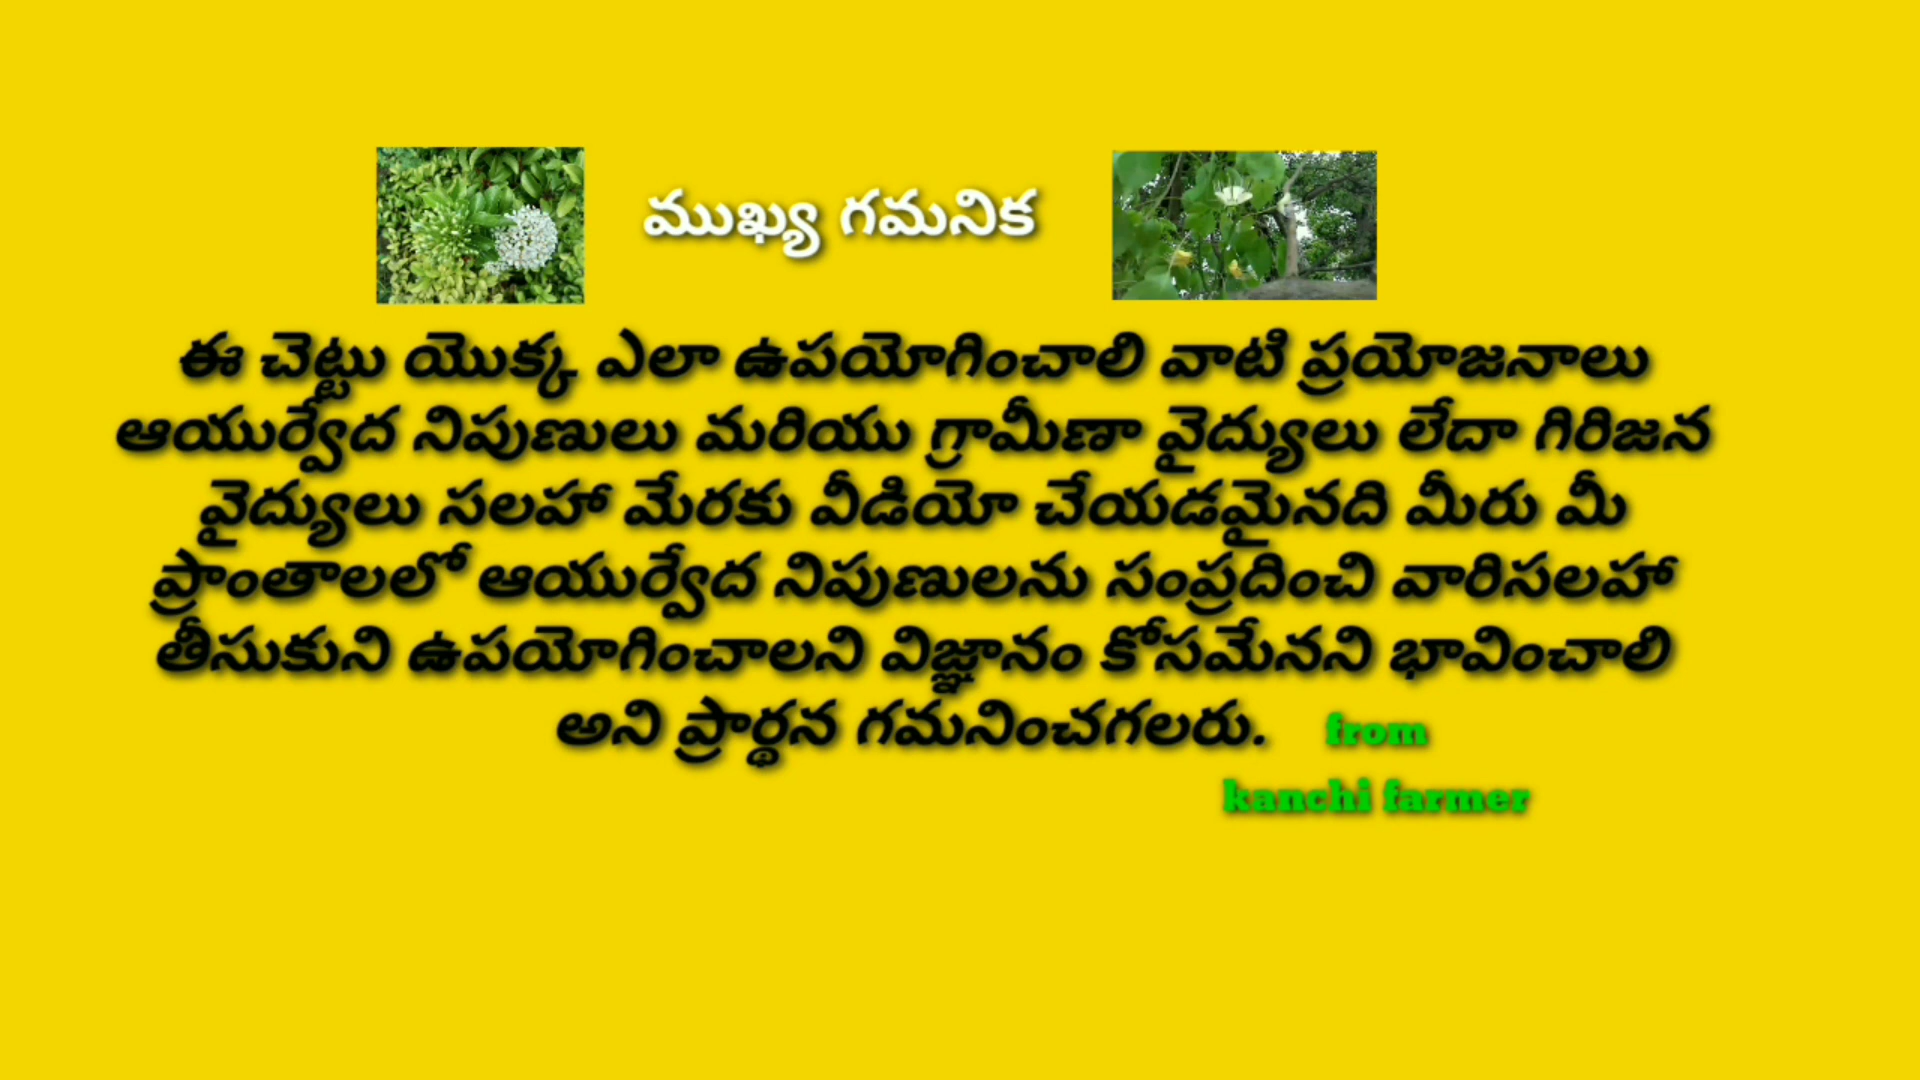 ముఖ్య గమనిక
ఈ చెట్టు యొక్క ఎలా ఉపయోగించాలి వాటి ప్రయోజనాలు
ఆయుర్వేద నిపుణులు మరియు గ్రామీణా వైద్యులు లేదా గిరిజన
వైద్యులు సలహా మేరకు వీడియో చేయడమైనది మీరు మీ
ప్రాంతాలలో ఆయుర్వేద నిపుణులను సంప్రదించి వారిసలహా
తీసుకుని ఉపయోగించాలని విజ్ఞానం కోసమేనని భావించాలి
అని ప్రార్థన గమనించగలరు. from
kanchi farmer